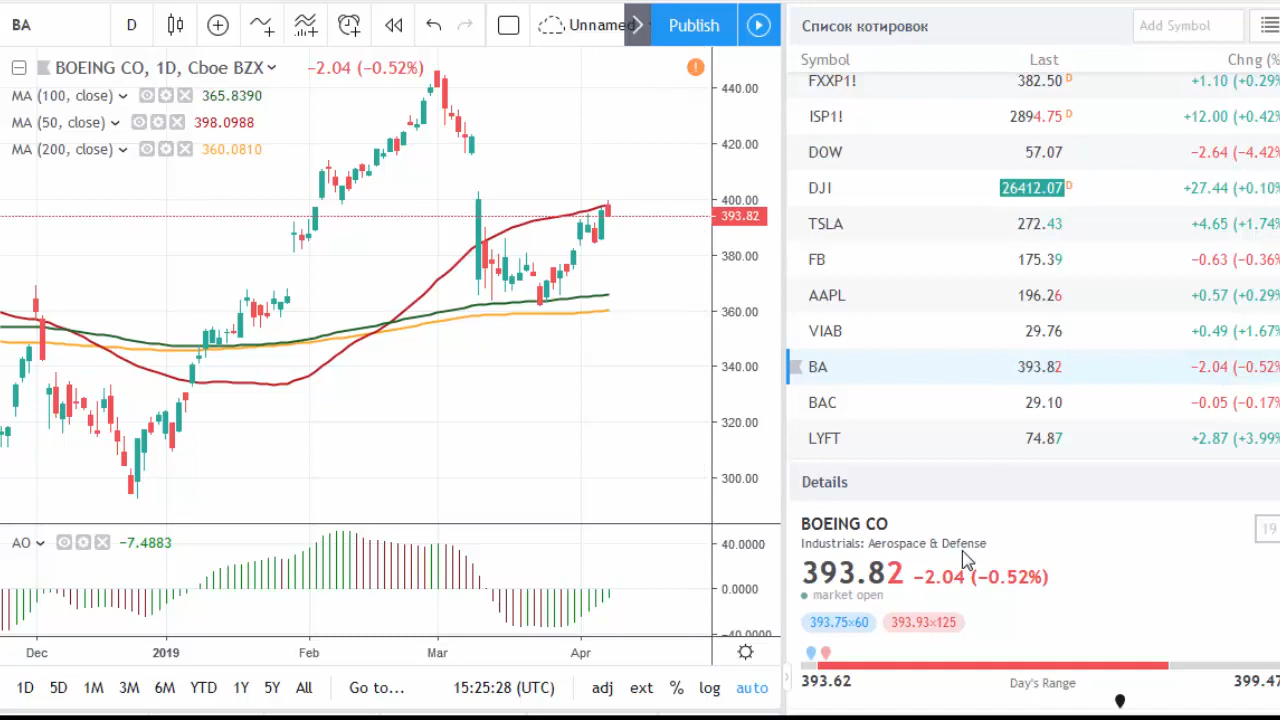 BA D Unnamed Publish
BOEING CO, 1D, Cboe BZX −2.04 (−0.52%)
MA (100, close) 365.8390
MA (50, close) 398.0988
MA (200, close) 360.0810
440.00
420.00
400.00
393.82
380.00
360.00
340.00
320.00
300.00
AO −7.4883
40.0000
0.0000
−40.0000
Dec 2019 Feb Mar Apr
1D 5D 1M 3M 6M YTD 1Y 5Y All Go to... 15:25:28 (UTC) adj ext % log auto
Список котировок Add Symbol
Symbol Last Chng (%
FXXP1! 382.50 D +1.10 (+0.29%
ISP1! 2894.75 D +12.00 (+0.42%
DOW 57.07 −2.64 (−4.42%
DJI 26412.07 D +27.44 (+0.10%
TSLA 272.43 +4.65 (+1.74%
FB 175.39 −0.63 (−0.36%
AAPL 196.26 +0.57 (+0.29%
VIAB 29.76 +0.49 (+1.67%
BA 393.82 −2.04 (−0.52%
BAC 29.10 −0.05 (−0.17%
LYFT 74.87 +2.87 (+3.99%
Details
BOEING CO 19
Industrials: Aerospace & Defense
393.82 −2.04 (−0.52%)
market open
393.75×60 393.93×125
393.62 Day's Range 399.47